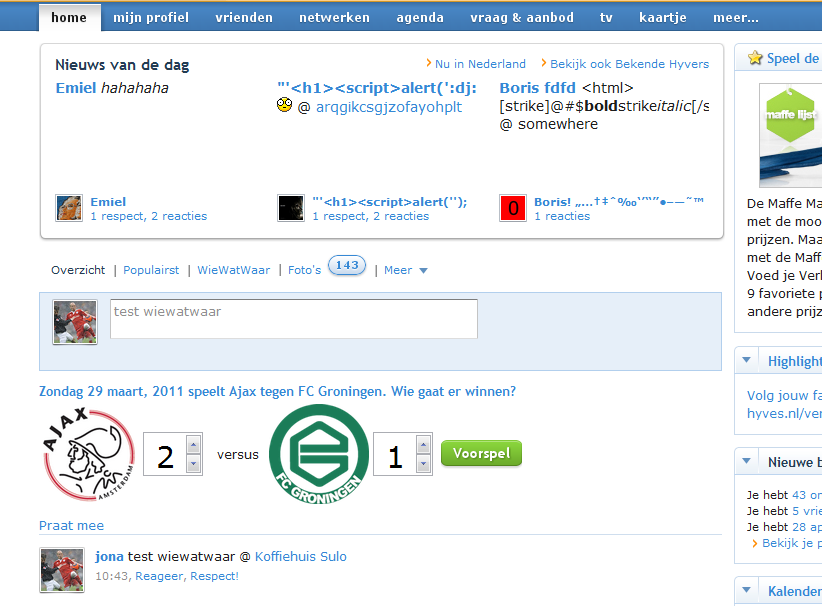 home mijn profiel vrienden netwerken agenda vraag & aanbod tv kaartje meer...
Nieuws van de dag
Nu in Nederland Bekijk ook Bekende Hyvers
Emiel hahahaha
"'<h1><script>alert(':dj:
@ arqgikcsgjzofayohplt
Boris fdfd <html>
[strike]@#$boldstrikeitalic[/s
@ somewhere
Emiel
1 respect, 2 reacties
"'<h1><script>alert('');
1 respect, 2 reacties
0
Boris! „…†‡ˆ‰‘’“”•–—˜™
1 reacties
Overzicht | Populairst | WieWatWaar | Foto's 143 | Meer
test wiewatwaar
Zondag 29 maart, 2011 speelt Ajax tegen FC Groningen. Wie gaat er winnen?
AJAX
AMSTERDAM
2
versus
FC GRONINGEN
1
Voorspel
Praat mee
jona test wiewatwaar @ Koffiehuis Sulo
10:43, Reageer, Respect!
Speel de
maffe lijst
De Maffe Ma
met de moo
prijzen. Maa
met de Maff
Voed je Verl
9 favoriete p
andere prijz
Highlight
Volg jouw fa
hyves.nl/ver
Nieuwe b
Je hebt 43 or
Je hebt 5 vrie
Je hebt 28 ap
Bekijk je p
Kalender